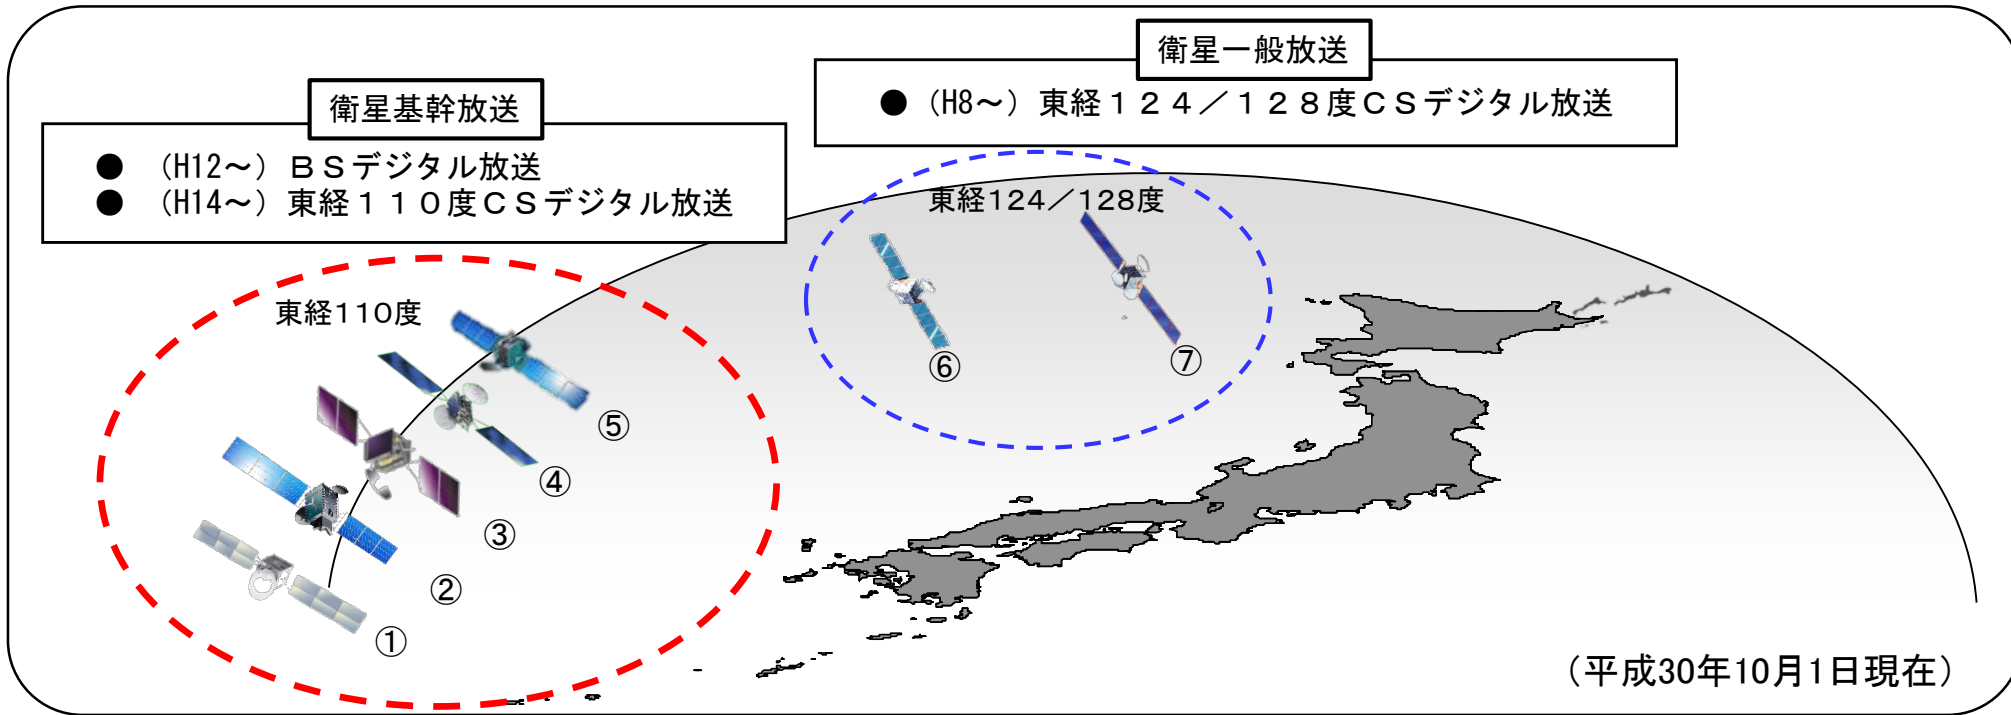 衛星一般放送
● (H8～) 東経１２４／１２８度ＣＳデジタル放送
衛星基幹放送
● (H12～) ＢＳデジタル放送
● (H14～) 東経１１０度ＣＳデジタル放送
東経124／128度
東経110度
⑥
⑦
⑤
④
③
②
①
（平成30年10月1日現在）